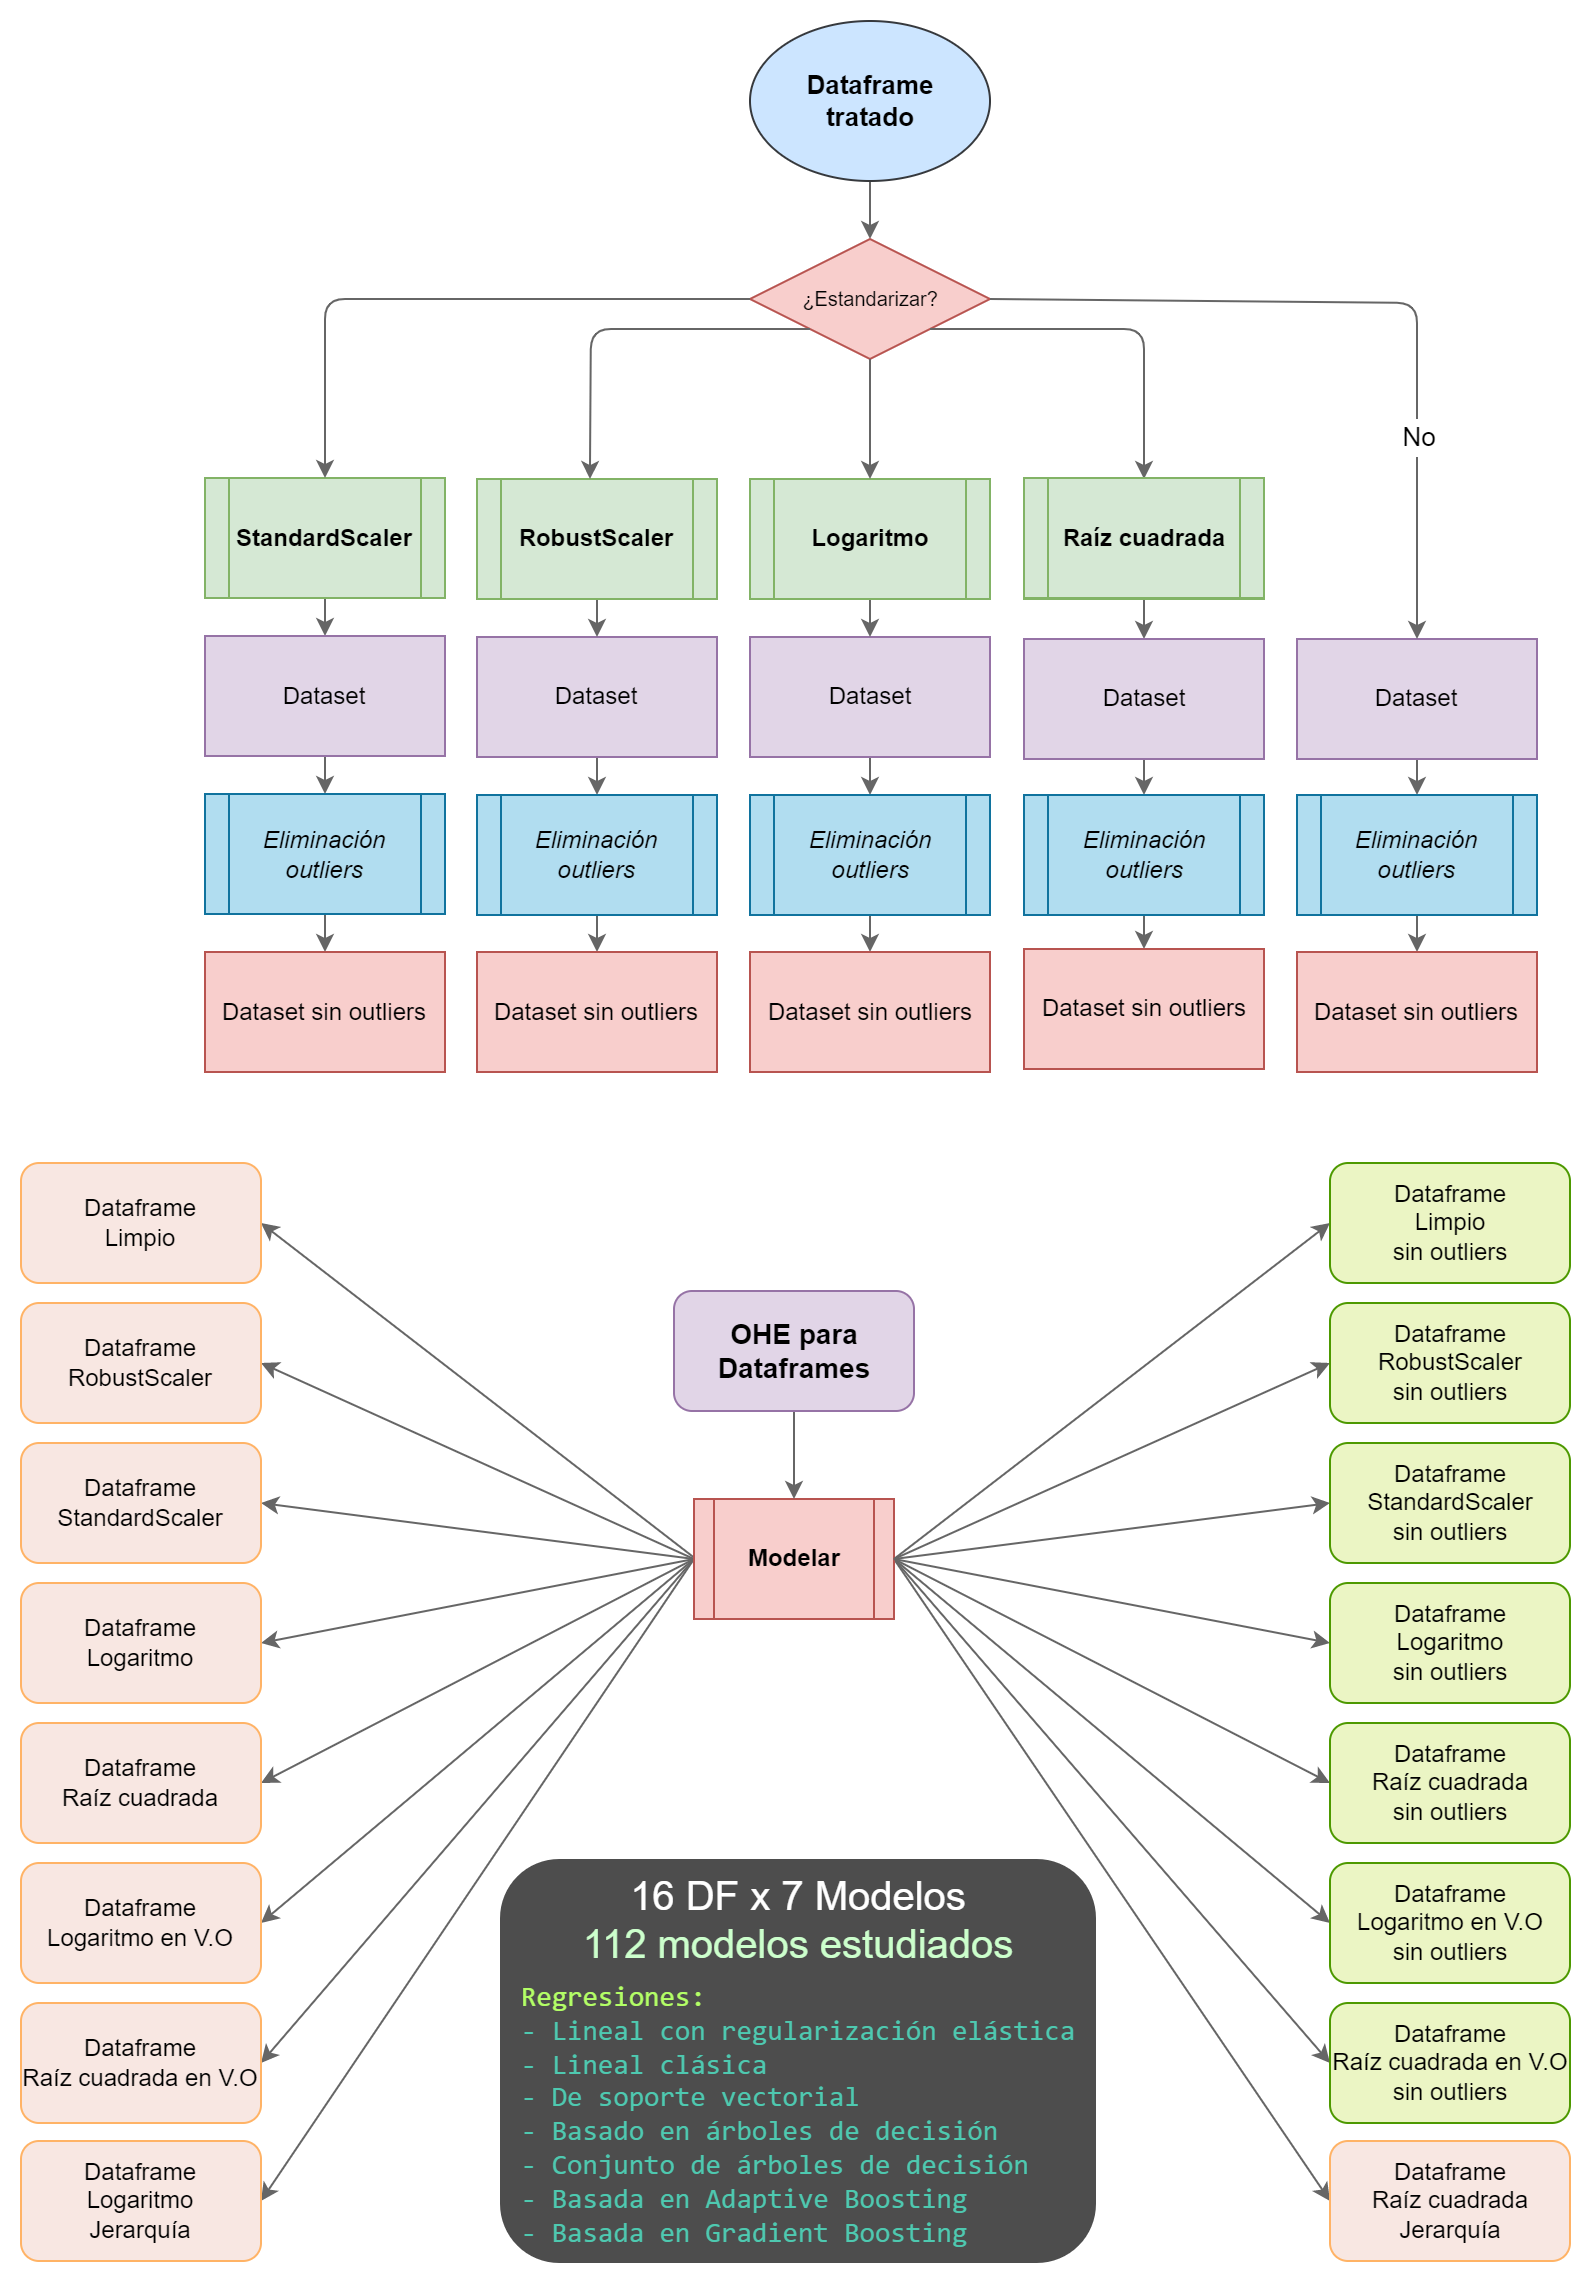 Dataframe
tratado
¿Estandarizar?
No
StandardScaler
RobustScaler
Logaritmo
Raíz cuadrada
Dataset
Dataset
Dataset
Dataset
Dataset
Eliminación
outliers
Eliminación
outliers
Eliminación
outliers
Eliminación
outliers
Eliminación
outliers
Dataset sin outliers
Dataset sin outliers
Dataset sin outliers
Dataset sin outliers
Dataset sin outliers
Dataframe
Limpio
Dataframe
RobustScaler
Dataframe
StandardScaler
Dataframe
Logaritmo
Dataframe
Raíz cuadrada
Dataframe
Logaritmo en V.O
Dataframe
Raíz cuadrada en V.O
Dataframe
Logaritmo
Jerarquía
OHE para
Dataframes
Modelar
16 DF x 7 Modelos
112 modelos estudiados
Regresiones:
- Lineal con regularización elástica
- Lineal clásica
- De soporte vectorial
- Basado en árboles de decisión
- Conjunto de árboles de decisión
- Basada en Adaptive Boosting
- Basada en Gradient Boosting
Dataframe
Limpio
sin outliers
Dataframe
RobustScaler
sin outliers
Dataframe
StandardScaler
sin outliers
Dataframe
Logaritmo
sin outliers
Dataframe
Raíz cuadrada
sin outliers
Dataframe
Logaritmo en V.O
sin outliers
Dataframe
Raíz cuadrada en V.O
sin outliers
Dataframe
Raíz cuadrada
Jerarquía